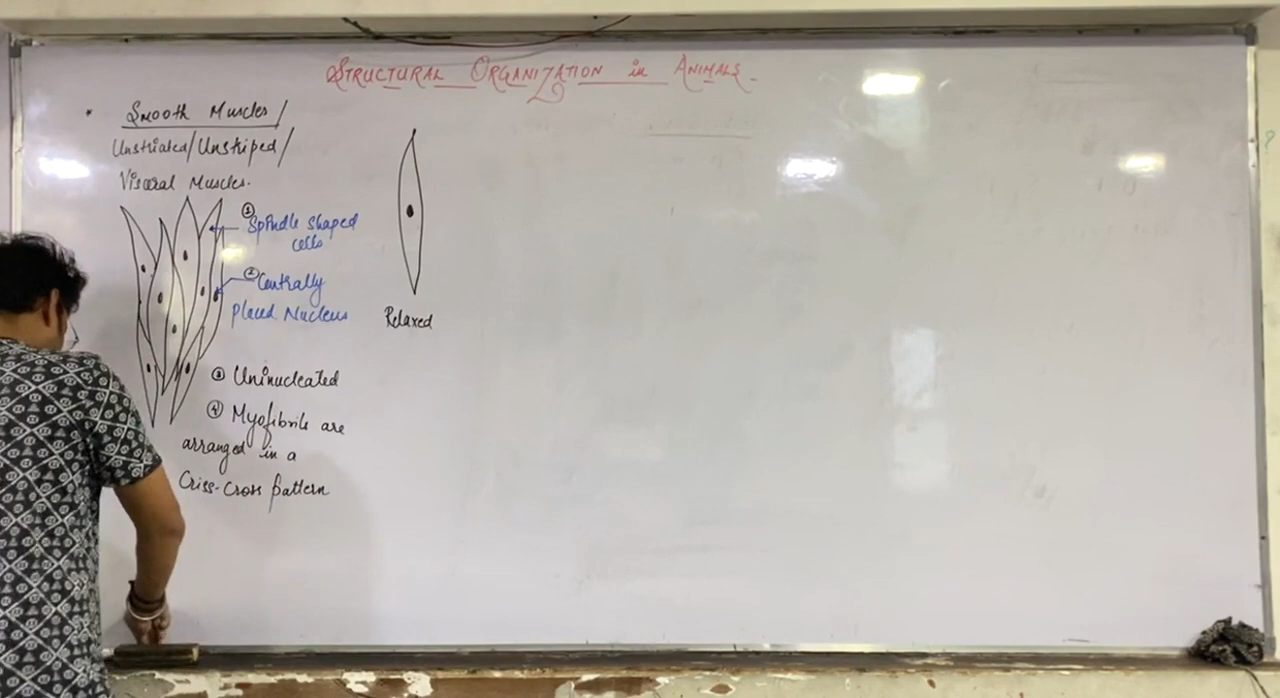 STRUCTURAL ORGANIZATION in ANIMALS.
* Smooth Muscles/
Unstriated/Unstriped/
Visceral Muscles.
① Spindle shaped
cells
② Centrally
Placed Nucleus
③ Uninucleated
④ Myofibrils are
arranged in a
Criss-Cross pattern
Relaxed